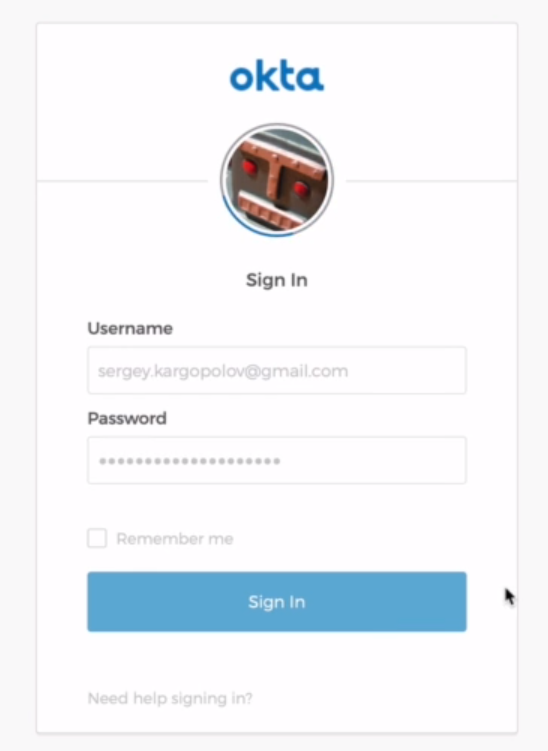 okta
Sign In
Username
sergey.kargopolov@gmail.com
Password
••••••••••••••••••••
Remember me
Sign In
Need help signing in?